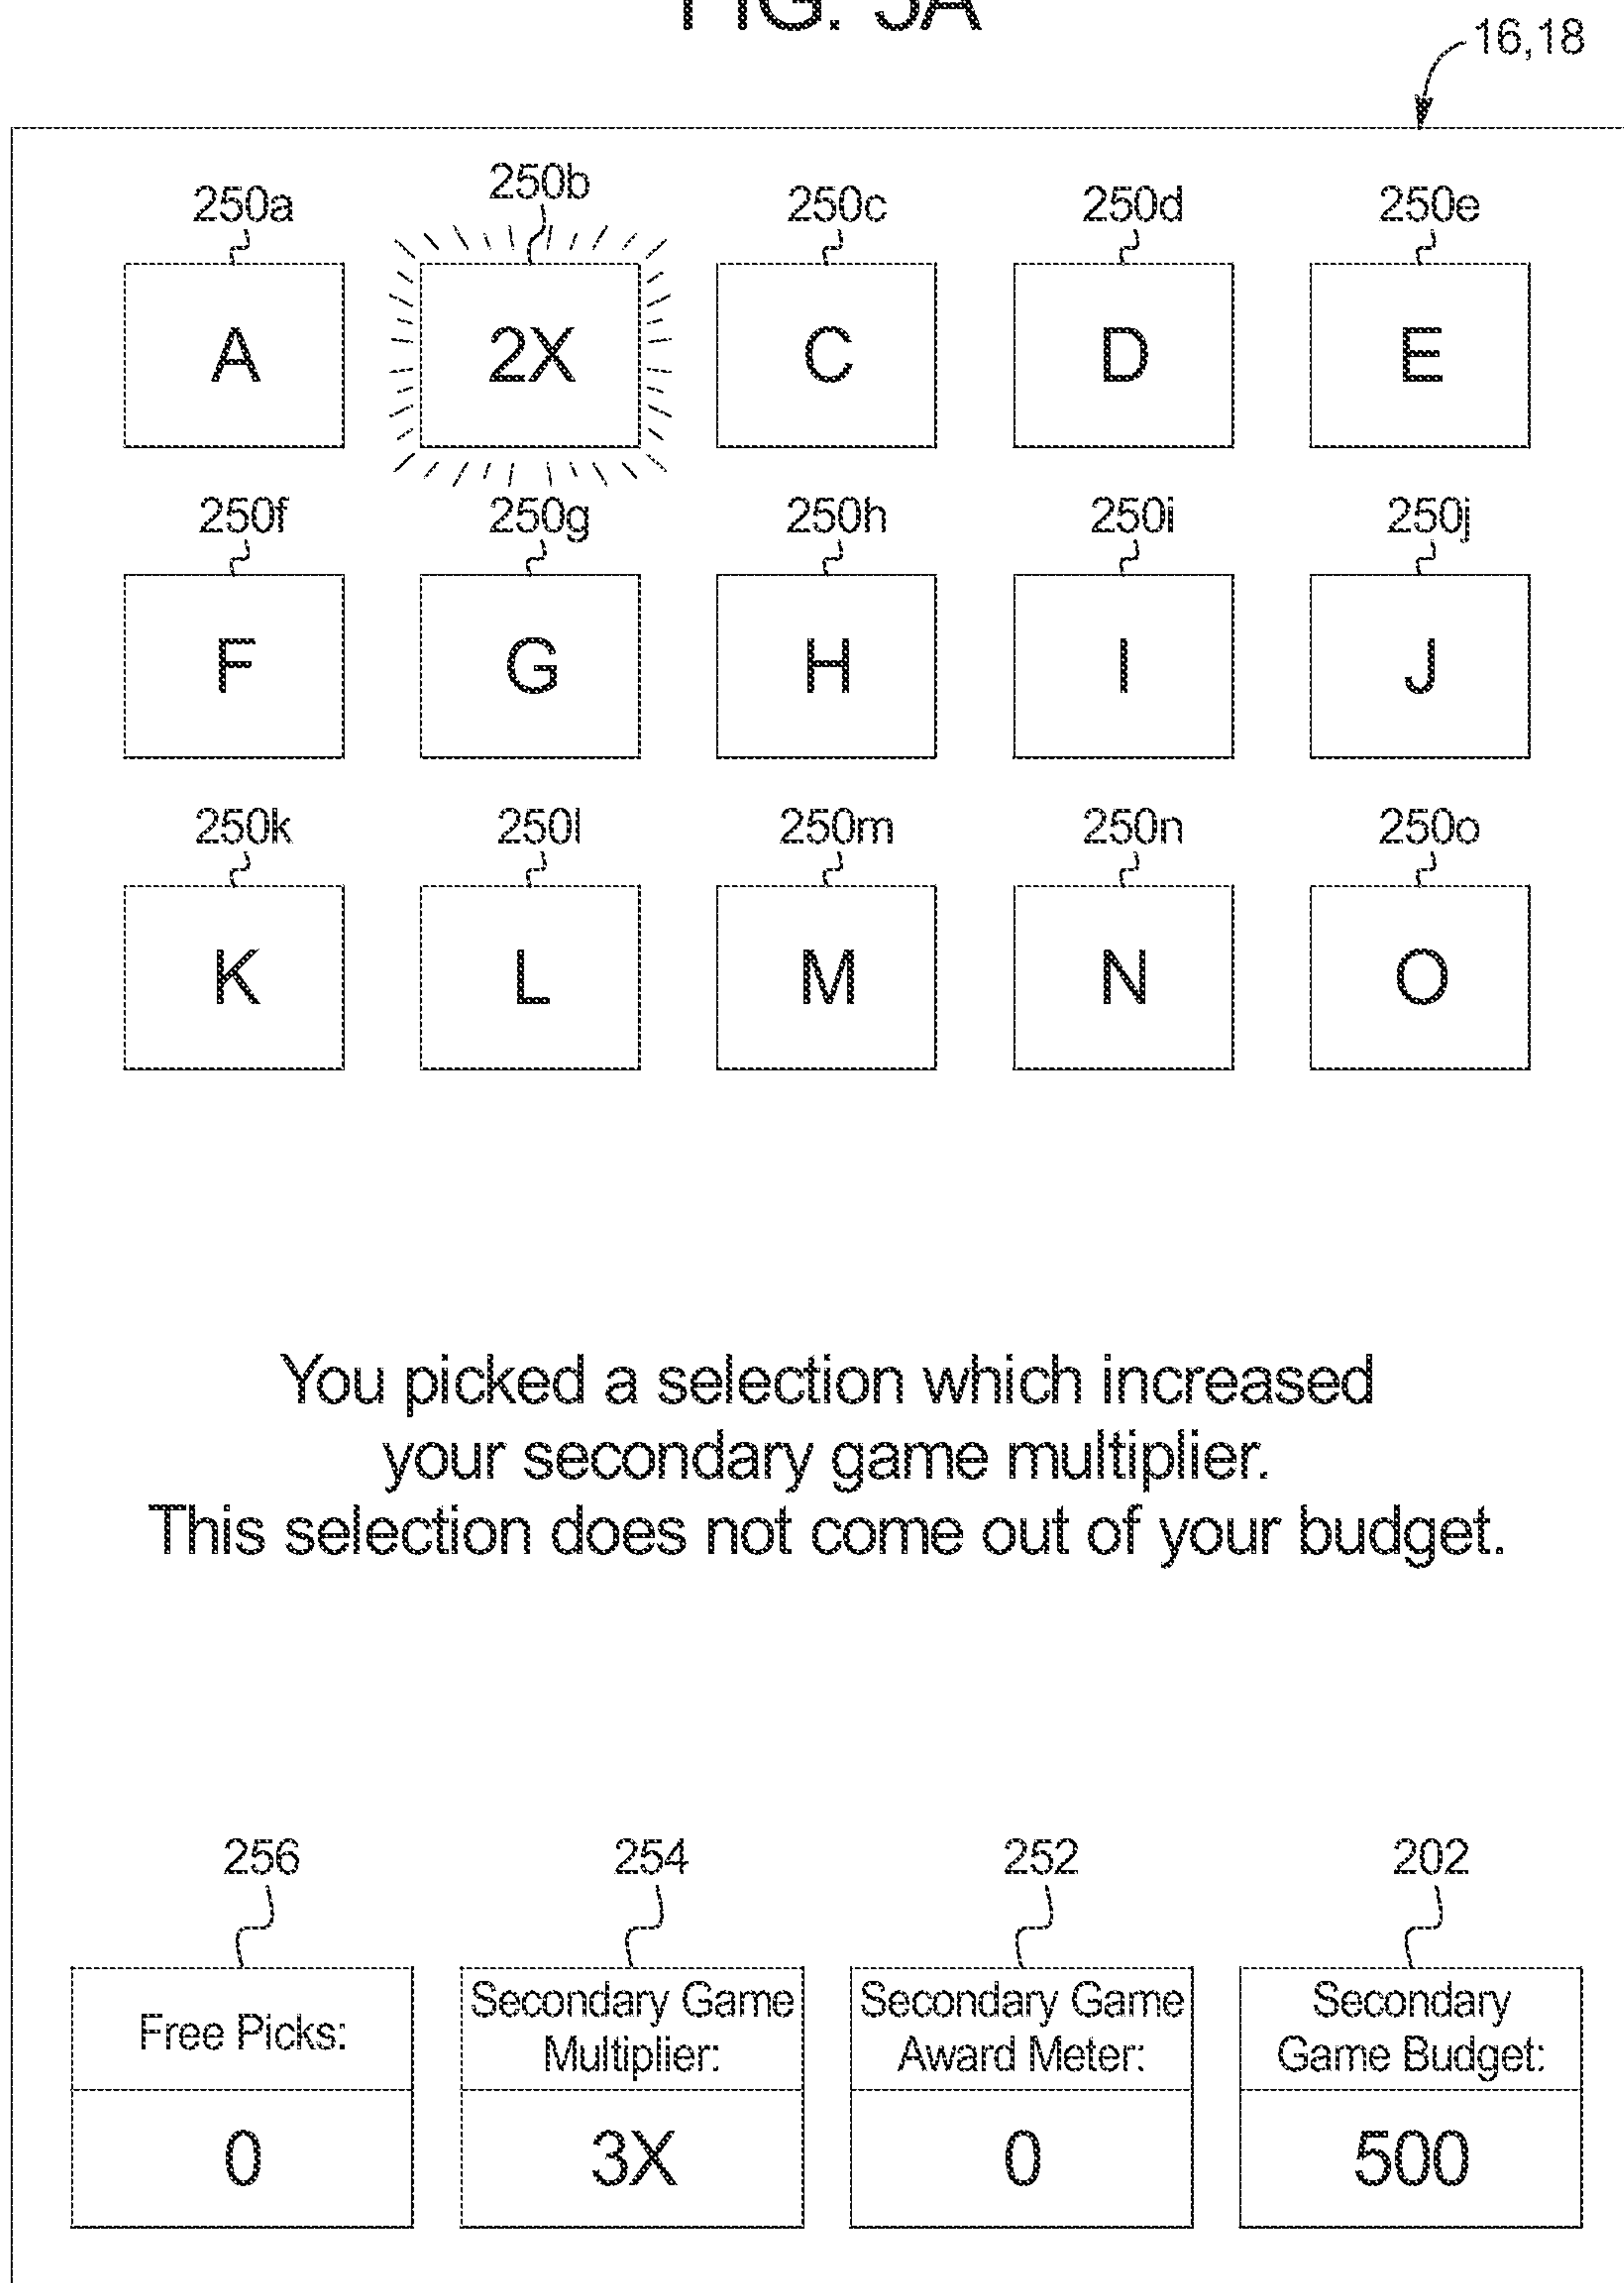 FIG. 3A
16,18
250a 250b 250c 250d 250e
A 2X C D E
250f 250g 250h 250i 250j
F G H I J
250k 250l 250m 250n 250o
K L M N O
You picked a selection which increased
your secondary game multiplier.
This selection does not come out of your budget.
256 254 252 202
Free Picks: Secondary Game Multiplier: Secondary Game Award Meter: Secondary Game Budget:
0 3X 0 500